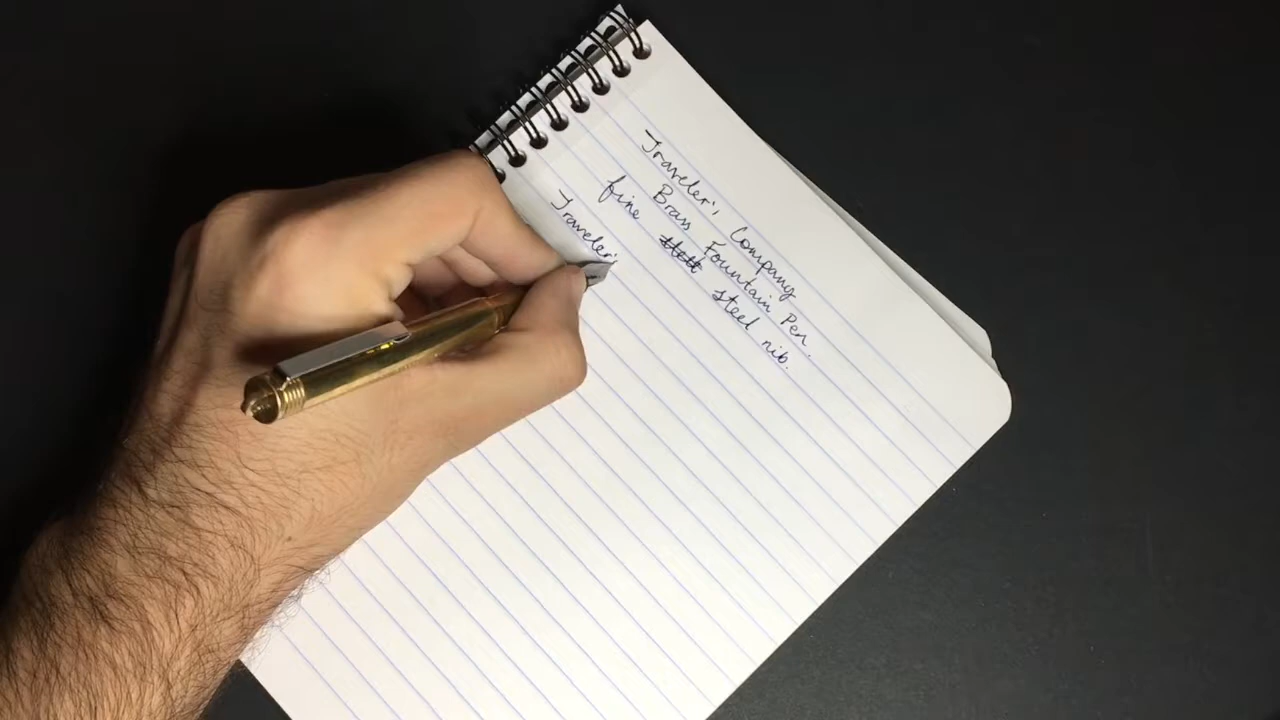 Traveler's Company
Brass Fountain Pen.
fine steel nib.
Traveler's